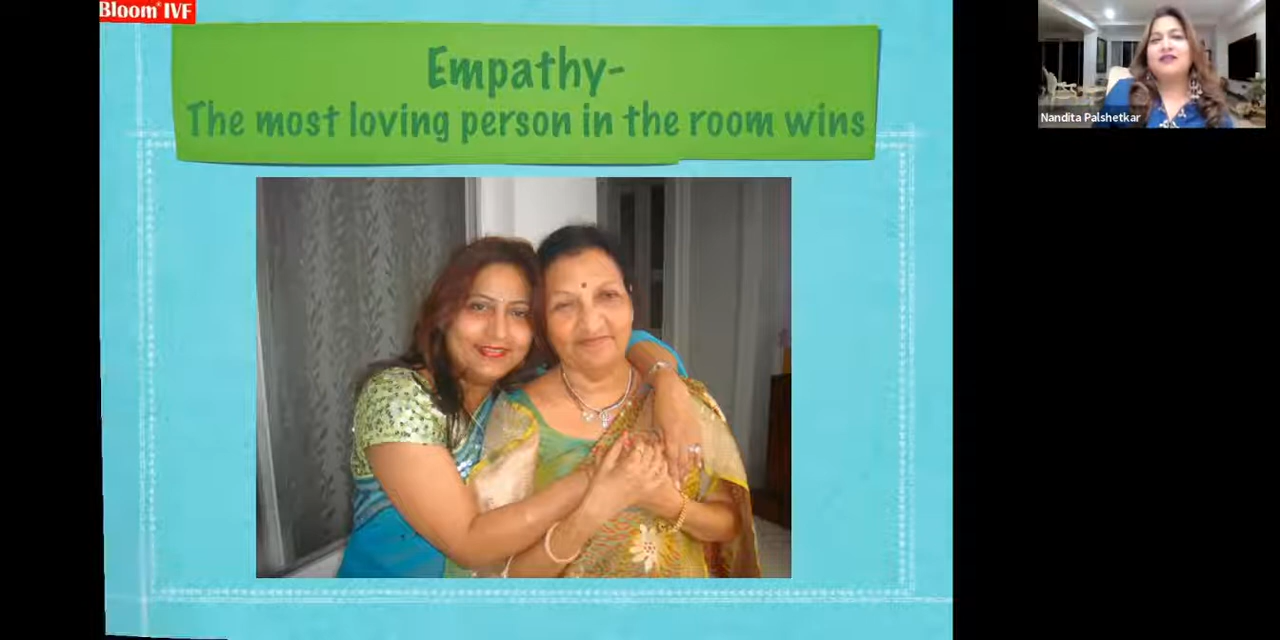 Bloom® IVF
Empathy-
The most loving person in the room wins
Nandita Palshetkar